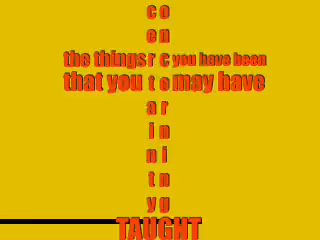 c o
e n
the things r c you have been
that you t e may have
a r
i n
n i
t n
y g
TAUGHT